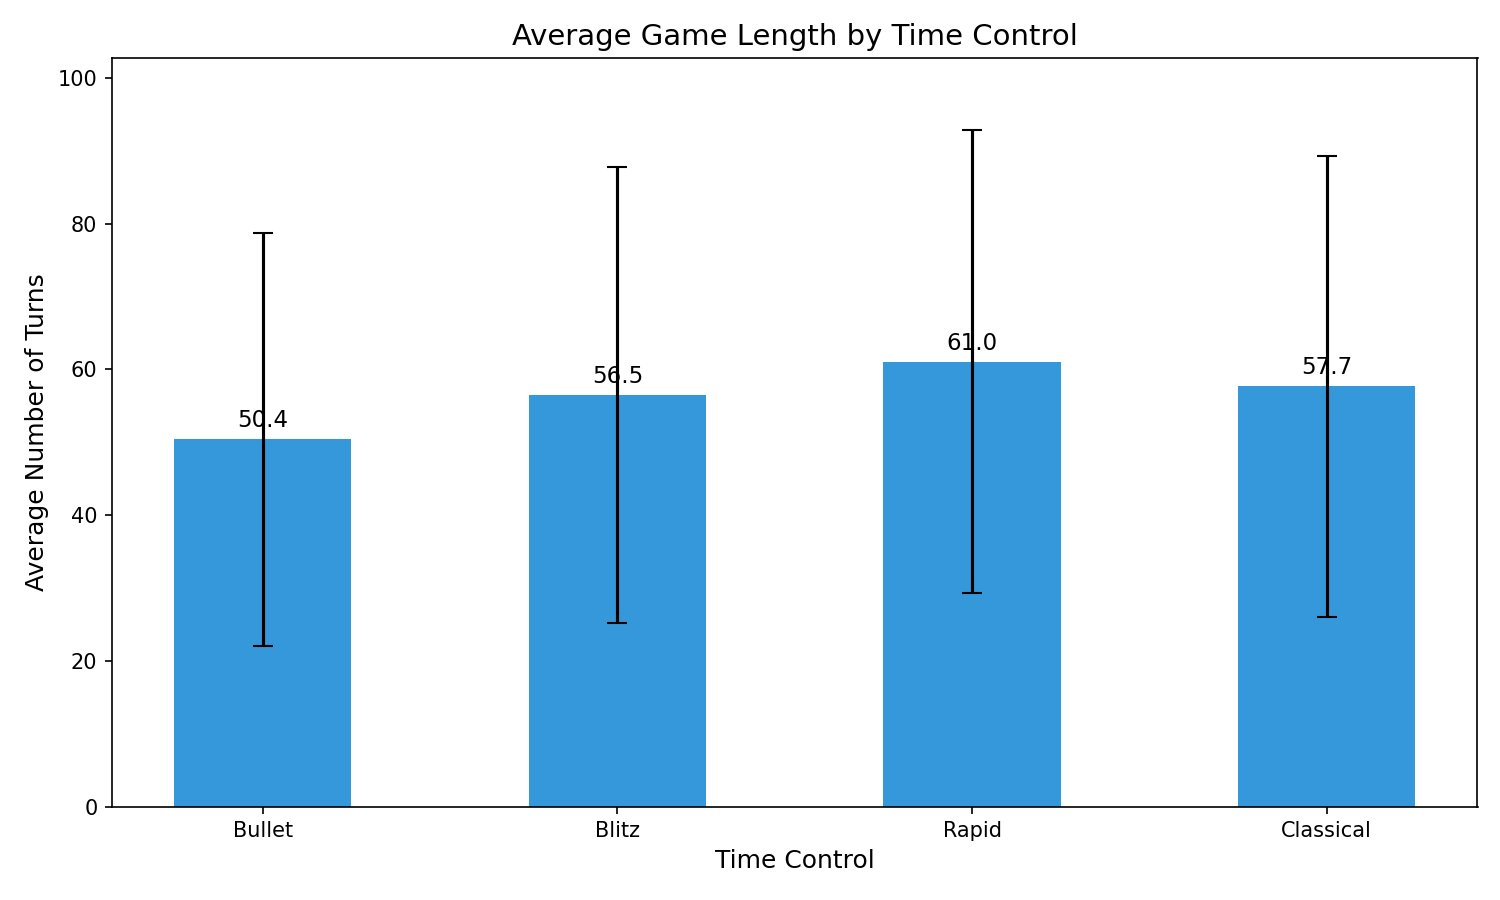 Average Game Length by Time Control
Average Number of Turns
100
80
60
40
20
0
50.4
56.5
61.0
57.7
Bullet
Blitz
Rapid
Classical
Time Control